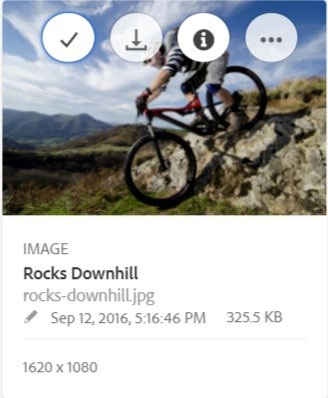 IMAGE
Rocks Downhill
rocks-downhill.jpg
Sep 12, 2016, 5:16:46 PM 325.5 KB
1620 x 1080